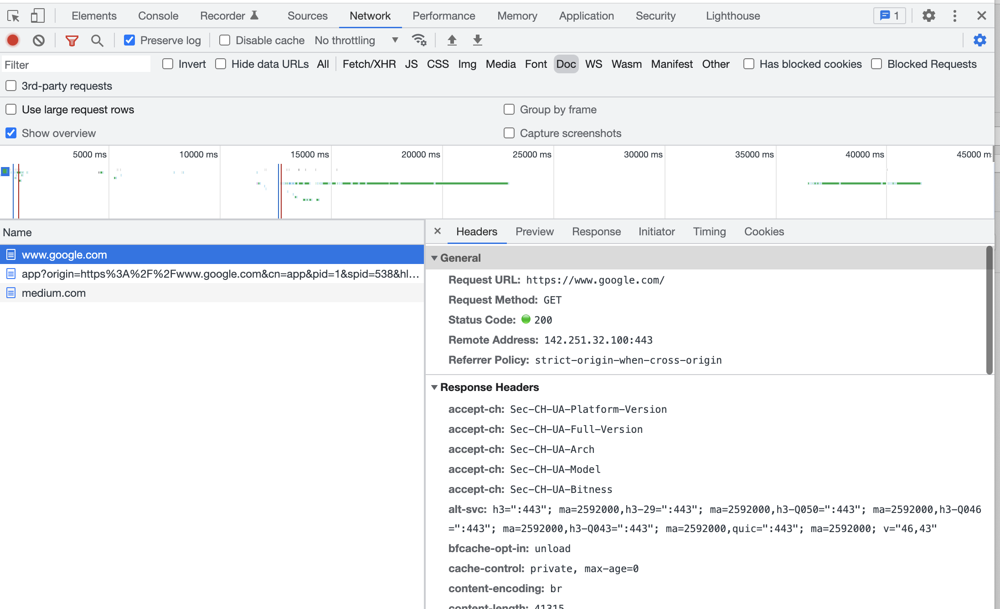 Elements Console Recorder Sources Network Performance Memory Application Security Lighthouse 1
Preserve log Disable cache No throttling
Filter Invert Hide data URLs All Fetch/XHR JS CSS Img Media Font Doc WS Wasm Manifest Other Has blocked cookies Blocked Requests
3rd-party requests
Use large request rows Group by frame
Show overview Capture screenshots
5000 ms 10000 ms 15000 ms 20000 ms 25000 ms 30000 ms 35000 ms 40000 ms 45000 m
Name
www.google.com
app?origin=https%3A%2F%2Fwww.google.com&cn=app&pid=1&spid=538&hl…
medium.com
Headers Preview Response Initiator Timing Cookies
General
Request URL: https://www.google.com/
Request Method: GET
Status Code: 200
Remote Address: 142.251.32.100:443
Referrer Policy: strict-origin-when-cross-origin
Response Headers
accept-ch: Sec-CH-UA-Platform-Version
accept-ch: Sec-CH-UA-Full-Version
accept-ch: Sec-CH-UA-Arch
accept-ch: Sec-CH-UA-Model
accept-ch: Sec-CH-UA-Bitness
alt-svc: h3=":443"; ma=2592000,h3-29=":443"; ma=2592000,h3-Q050=":443"; ma=2592000,h3-Q046
=":443"; ma=2592000,h3-Q043=":443"; ma=2592000,quic=":443"; ma=2592000; v="46,43"
bfcache-opt-in: unload
cache-control: private, max-age=0
content-encoding: br
content-length: 41315